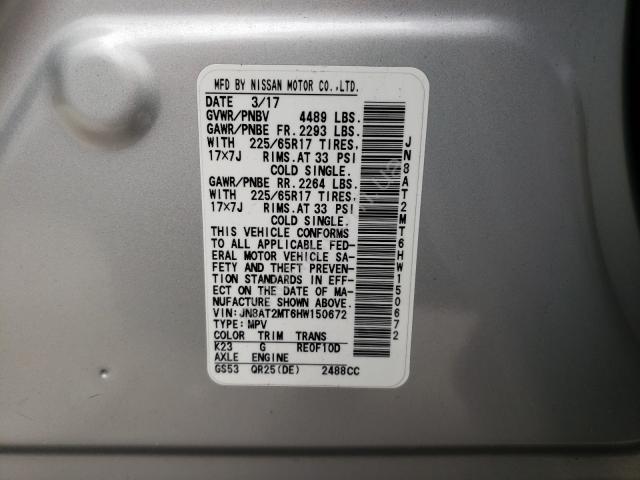 MFD BY NISSAN MOTOR CO.,LTD.
DATE 3/17
GVWR/PNBV 4489 LBS.
GAWR/PNBE FR. 2293 LBS.
WITH 225/65R17 TIRES,
17×7J RIMS. AT 33 PSI
COLD SINGLE.
GAWR/PNBE RR. 2264 LBS.
WITH 225/65R17 TIRES,
17×7J RIMS. AT 33 PSI
COLD SINGLE.
THIS VEHICLE CONFORMS
TO ALL APPLICABLE FED-
ERAL MOTOR VEHICLE SA-
FETY AND THEFT PREVEN-
TION STANDARDS IN EFF-
ECT ON THE DATE OF MA-
NUFACTURE SHOWN ABOVE.
VIN:JN8AT2MT6HW150672
TYPE:MPV
COLOR TRIM TRANS
K23 G RE0F10D
AXLE ENGINE
GS53 QR25(DE) 2488CC
JN8AT2MT6HW150672